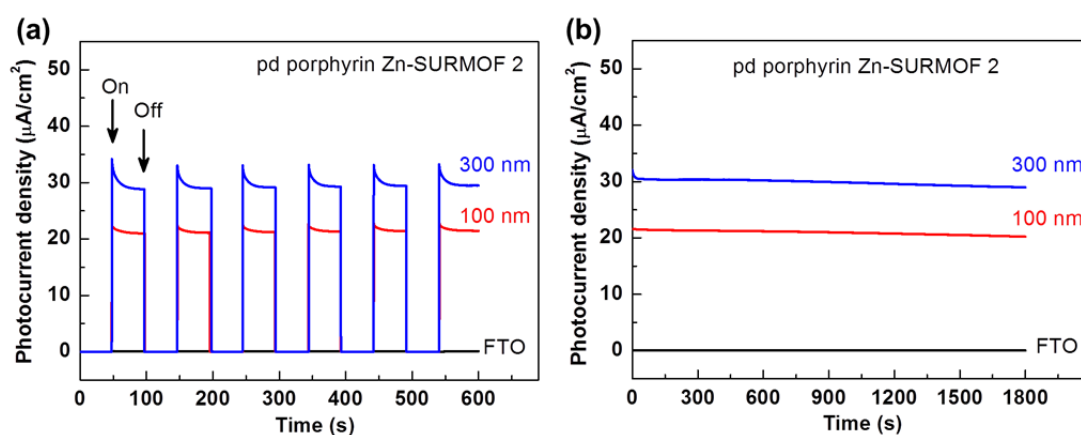 (a)
pd porphyrin Zn-SURMOF 2
On
Off
300 nm
100 nm
FTO
Photocurrent density (μA/cm²)
50
40
30
20
10
0
0 100 200 300 400 500 600
Time (s)
(b)
pd porphyrin Zn-SURMOF 2
300 nm
100 nm
FTO
Photocurrent density (μA/cm²)
50
40
30
20
10
0
0 300 600 900 1200 1500 1800
Time (s)